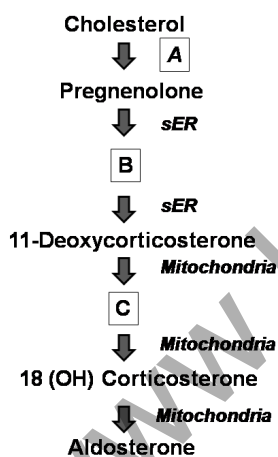 Cholesterol
A
Pregnenolone
sER
B
sER
11-Deoxycorticosterone
Mitochondria
C
Mitochondria
18 (OH) Corticosterone
Mitochondria
Aldosterone